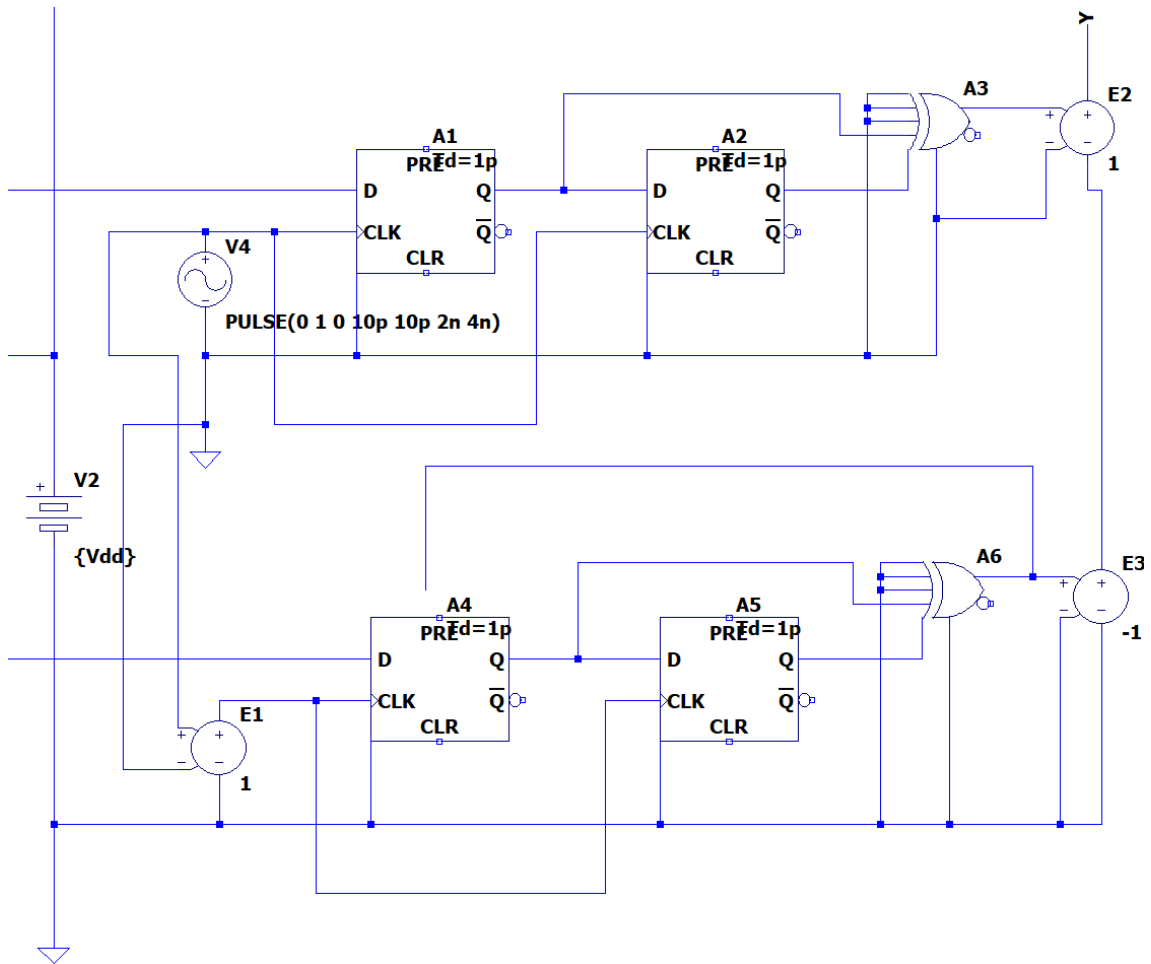 Y
A3
E2
1
A1
PRE Td=1p
D
Q
CLK
Q
CLR
A2
PRE Td=1p
D
Q
CLK
Q
CLR
V4
PULSE(0 1 0 10p 10p 2n 4n)
V2
{Vdd}
A6
E3
-1
A4
PRE Td=1p
D
Q
CLK
Q
CLR
A5
PRE Td=1p
D
Q
CLK
Q
CLR
E1
1